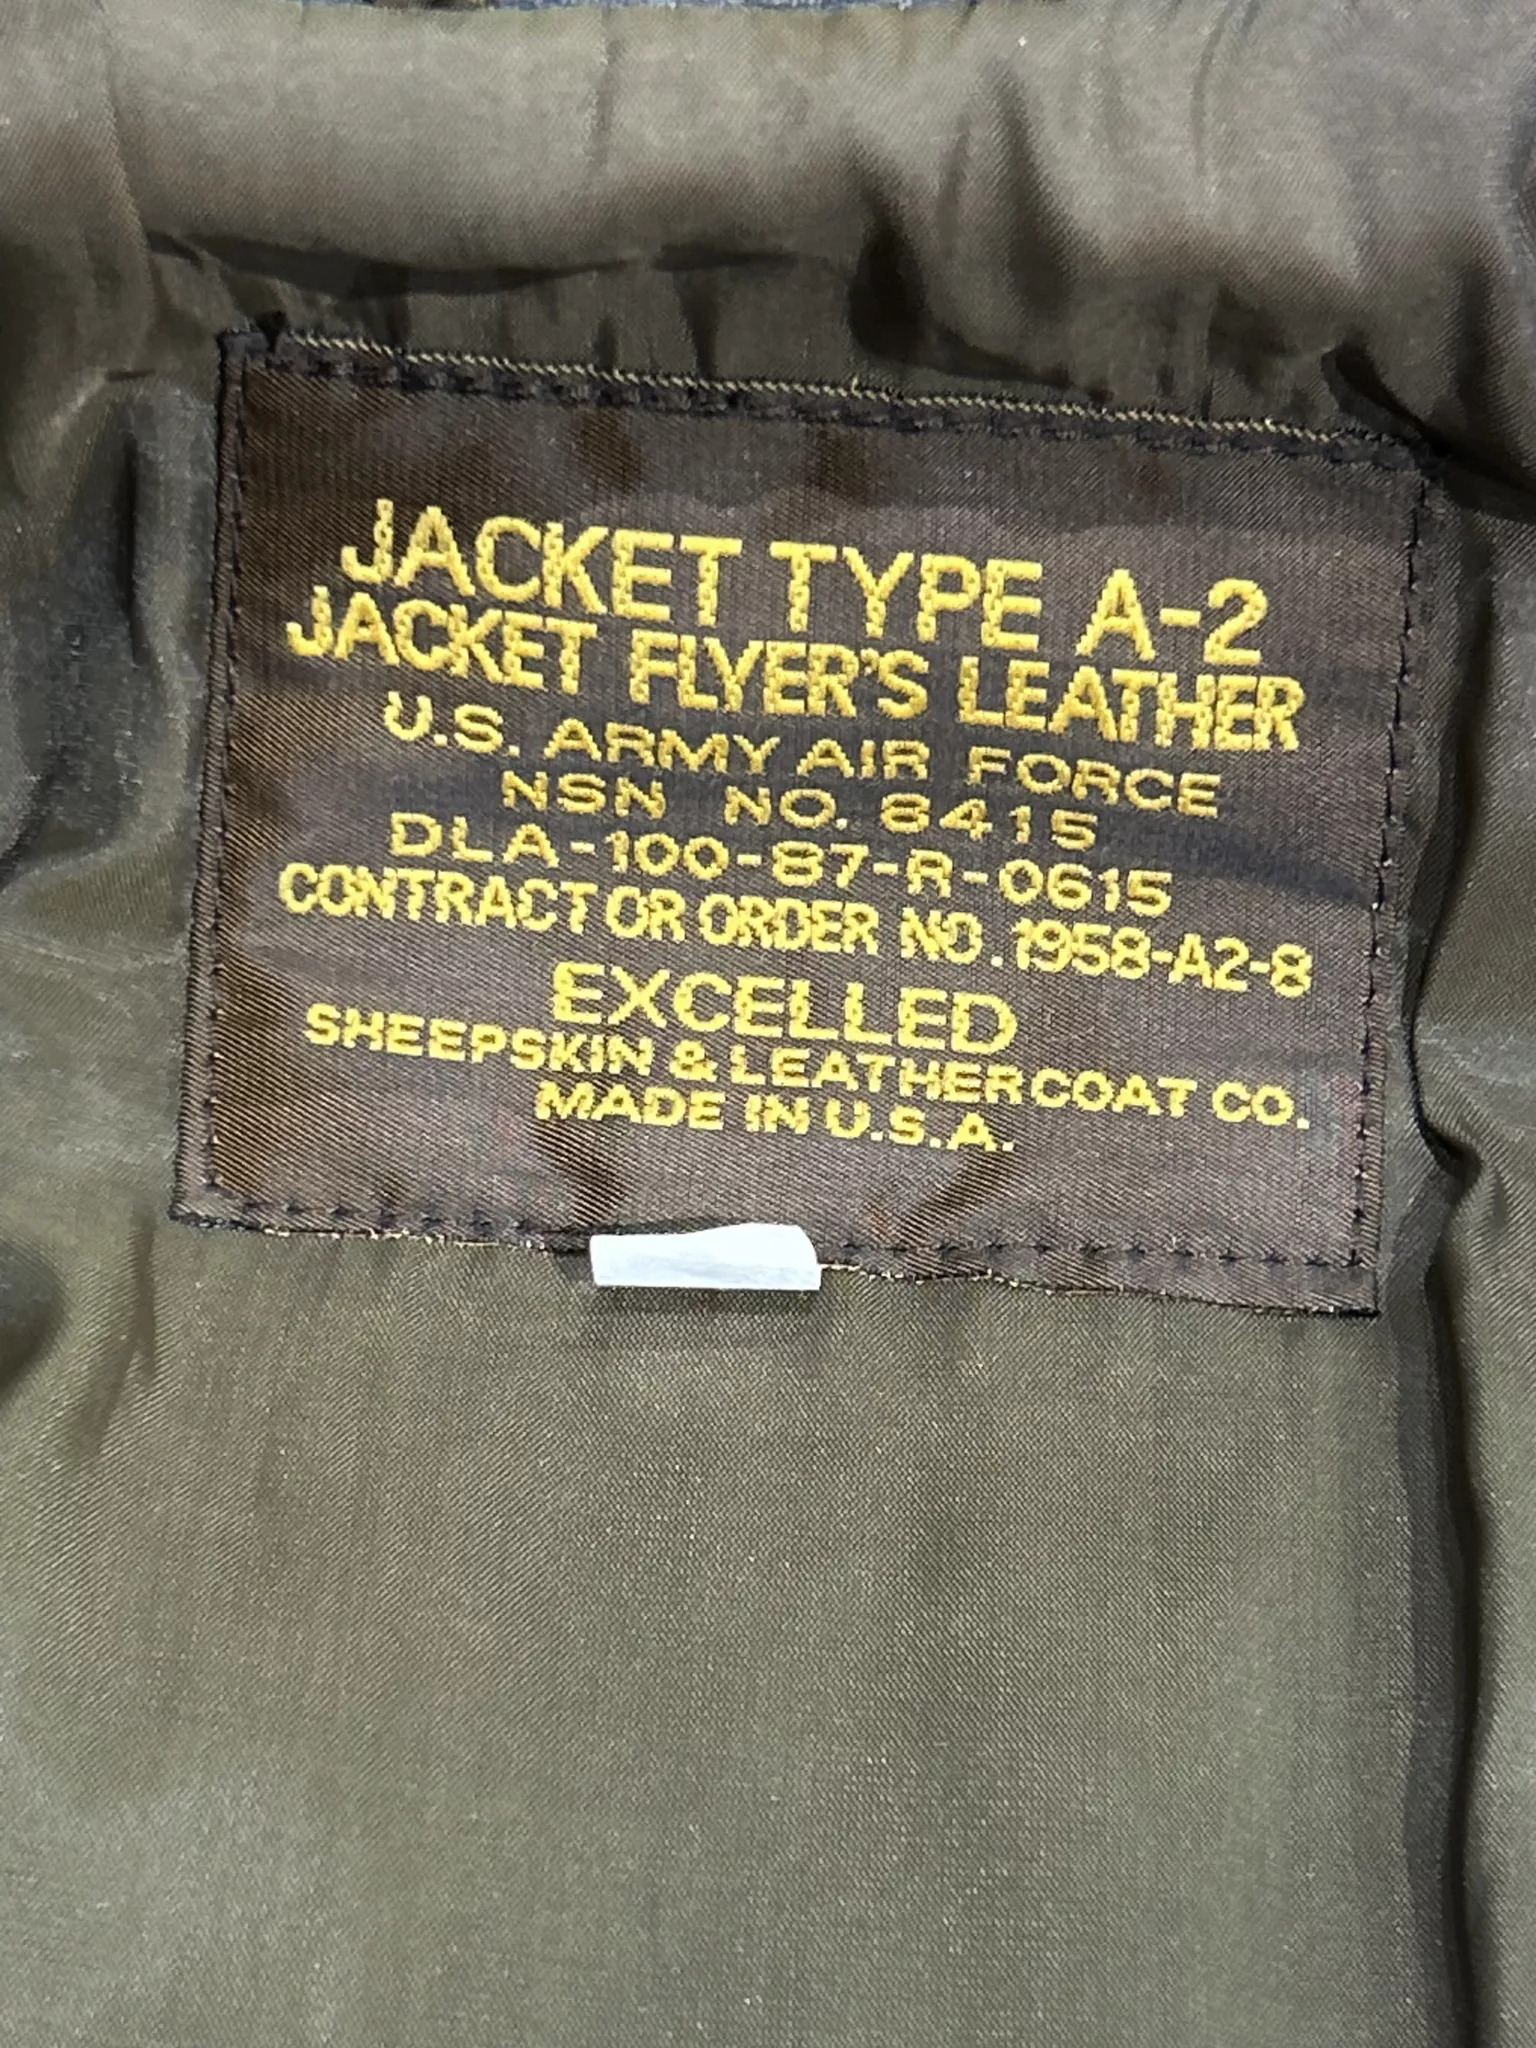 JACKET TYPE A-2
JACKET FLYER'S LEATHER
U.S. ARMY AIR FORCE
NSN NO. 8415
DLA-100-87-R-0615
CONTRACT OR ORDER NO. 1958-A2-8
EXCELLED
SHEEPSKIN & LEATHER COAT CO.
MADE IN U.S.A.